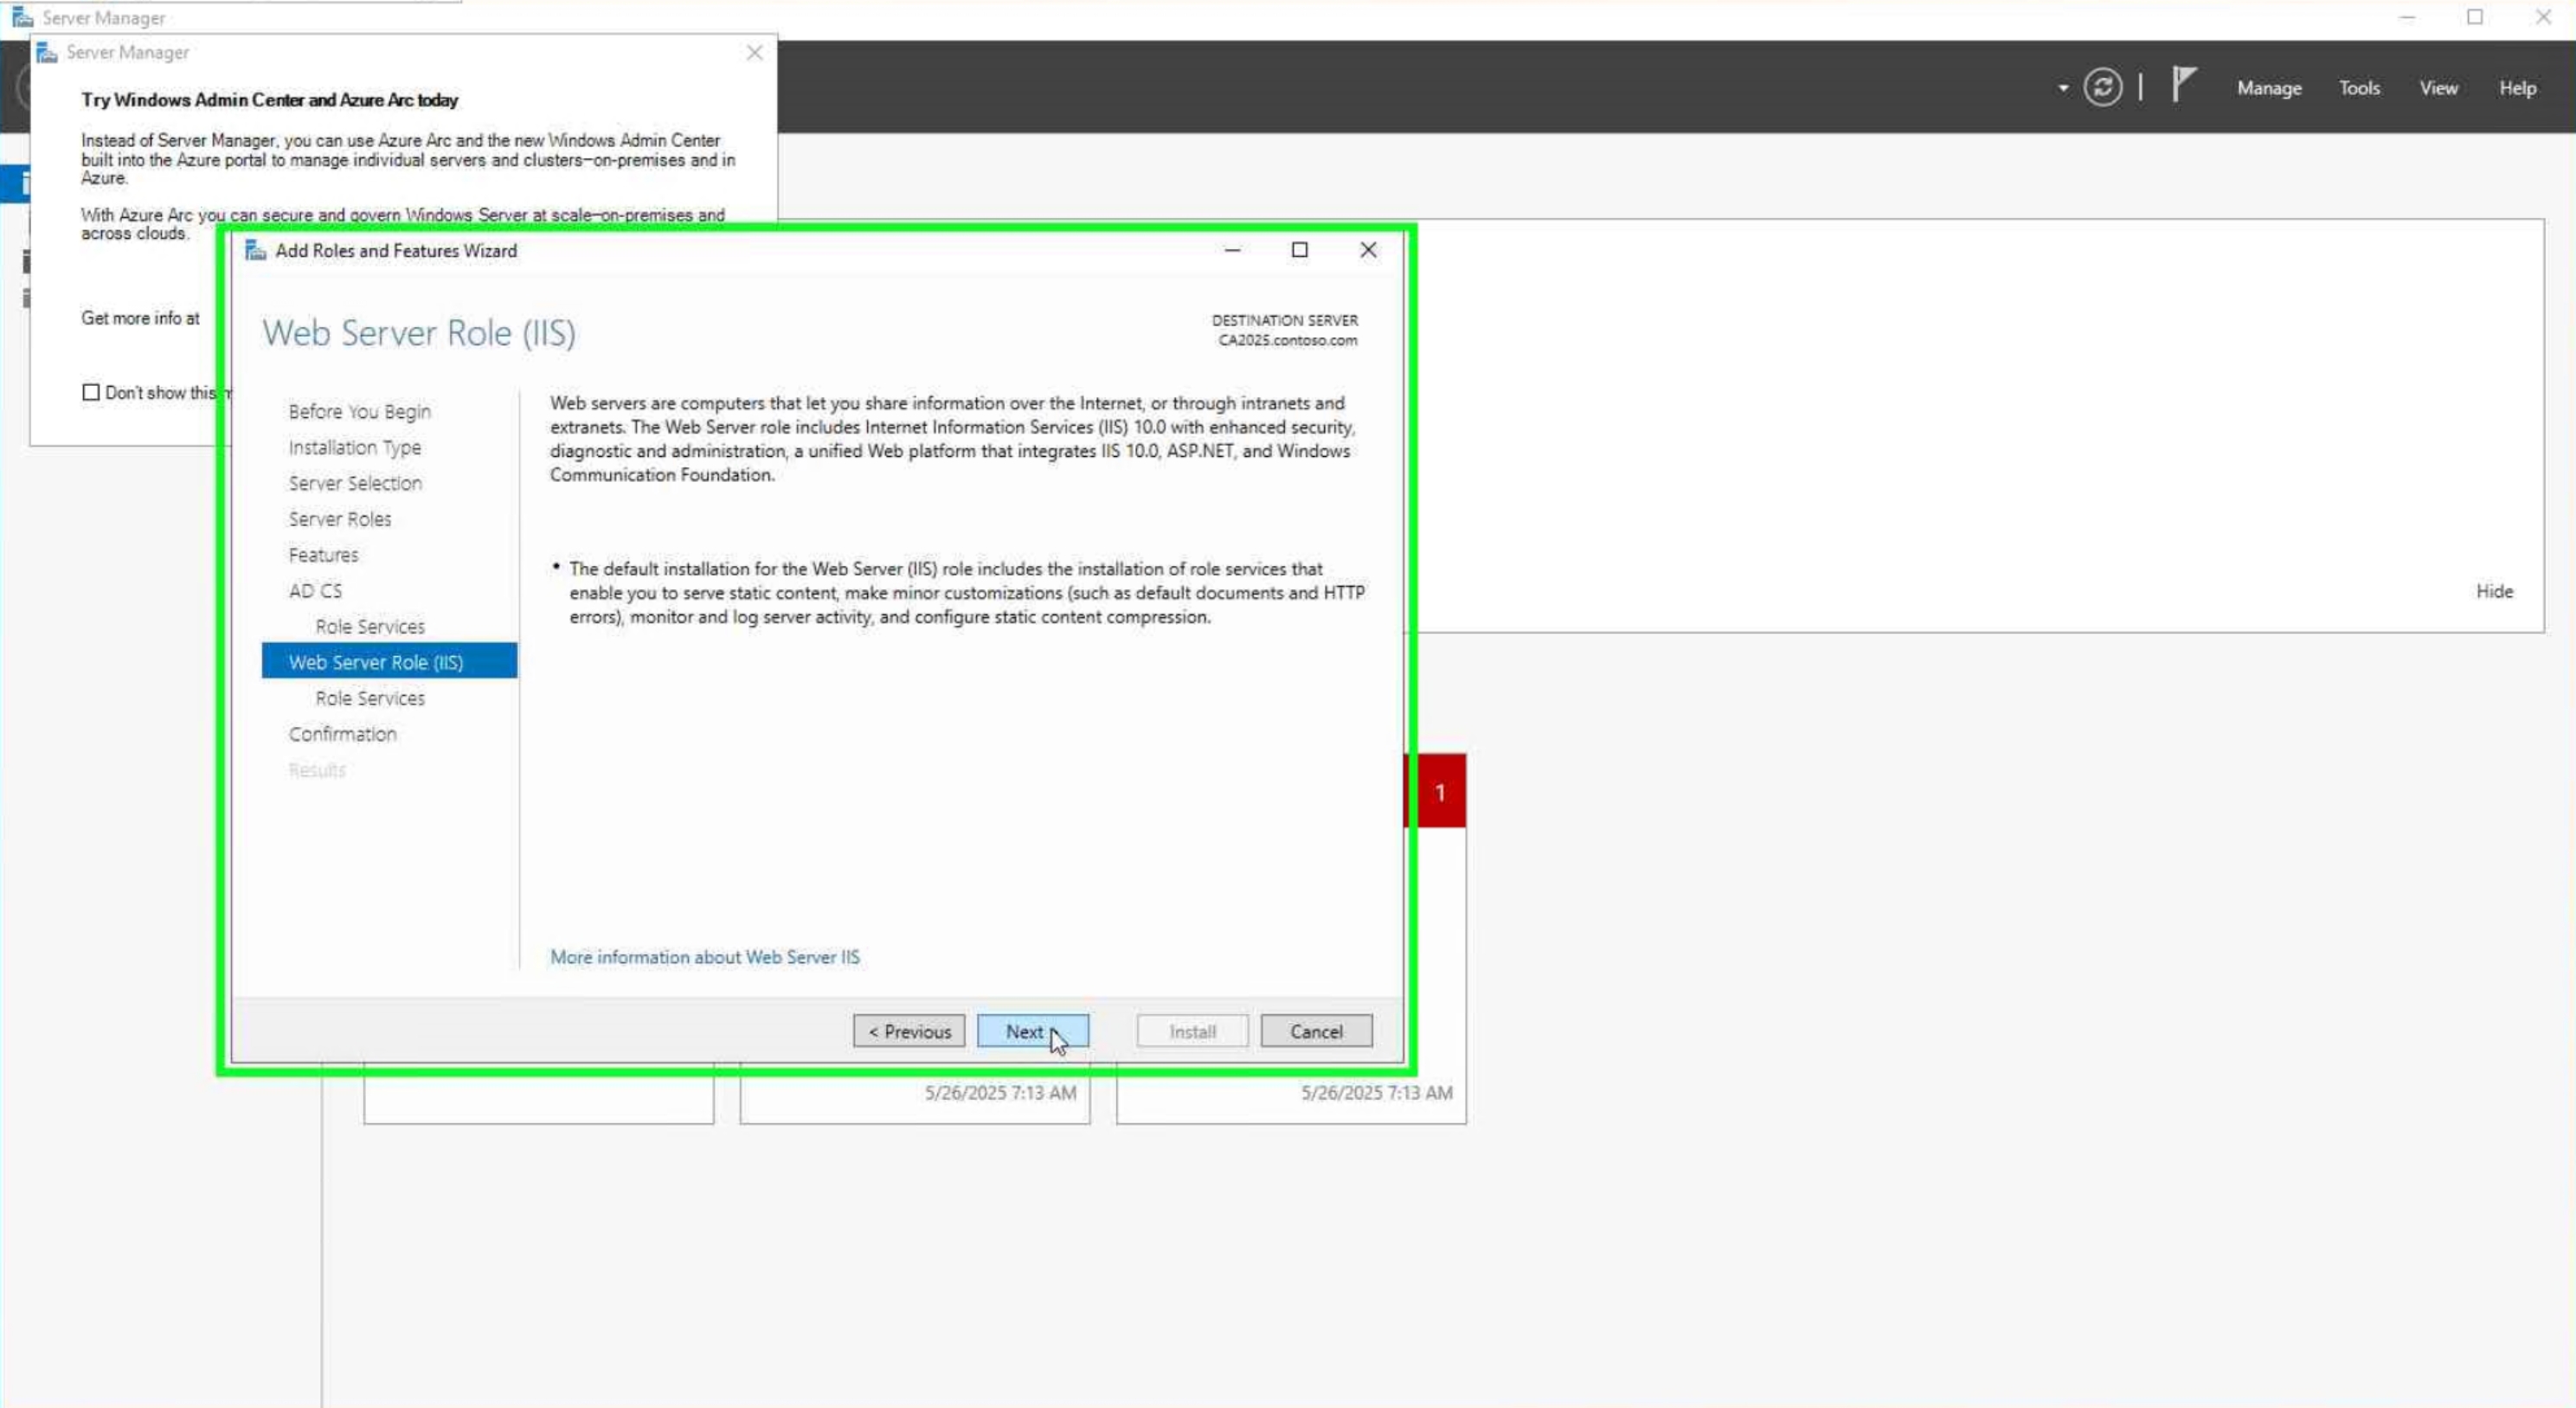 Server Manager
Server Manager
Try Windows Admin Center and Azure Arc today
Instead of Server Manager, you can use Azure Arc and the new Windows Admin Center
built into the Azure portal to manage individual servers and clusters—on-premises and in
Azure.
With Azure Arc you can secure and govern Windows Server at scale—on-premises and
across clouds.
Get more info at
Don't show this
Manage
Tools
View
Help
Add Roles and Features Wizard
Web Server Role (IIS)
DESTINATION SERVER
CA2025.contoso.com
Before You Begin
Installation Type
Server Selection
Server Roles
Features
AD CS
Role Services
Web Server Role (IIS)
Role Services
Confirmation
Results
Web servers are computers that let you share information over the Internet, or through intranets and
extranets. The Web Server role includes Internet Information Services (IIS) 10.0 with enhanced security,
diagnostic and administration, a unified Web platform that integrates IIS 10.0, ASP.NET, and Windows
Communication Foundation.
• The default installation for the Web Server (IIS) role includes the installation of role services that
enable you to serve static content, make minor customizations (such as default documents and HTTP
errors), monitor and log server activity, and configure static content compression.
More information about Web Server IIS
< Previous
Next
Install
Cancel
Hide
1
5/26/2025 7:13 AM
5/26/2025 7:13 AM